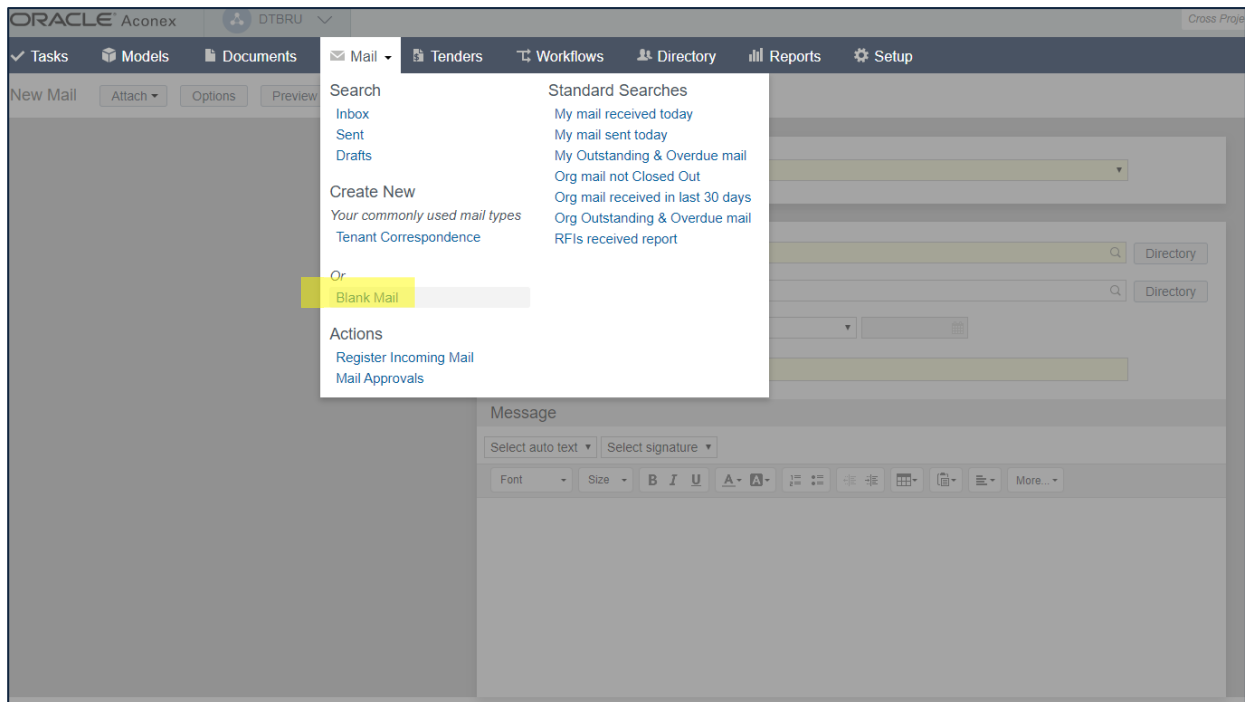 ORACLE Aconex DTBRU Cross Proje
Tasks Models Documents Mail Tenders Workflows Directory Reports Setup
New Mail Attach Options Preview
Search
Inbox
Sent
Drafts
Create New
Your commonly used mail types
Tenant Correspondence
Or
Blank Mail
Actions
Register Incoming Mail
Mail Approvals
Standard Searches
My mail received today
My mail sent today
My Outstanding & Overdue mail
Org mail not Closed Out
Org mail received in last 30 days
Org Outstanding & Overdue mail
RFIs received report
Directory
Directory
Message
Select auto text Select signature
Font Size B I U A A More...